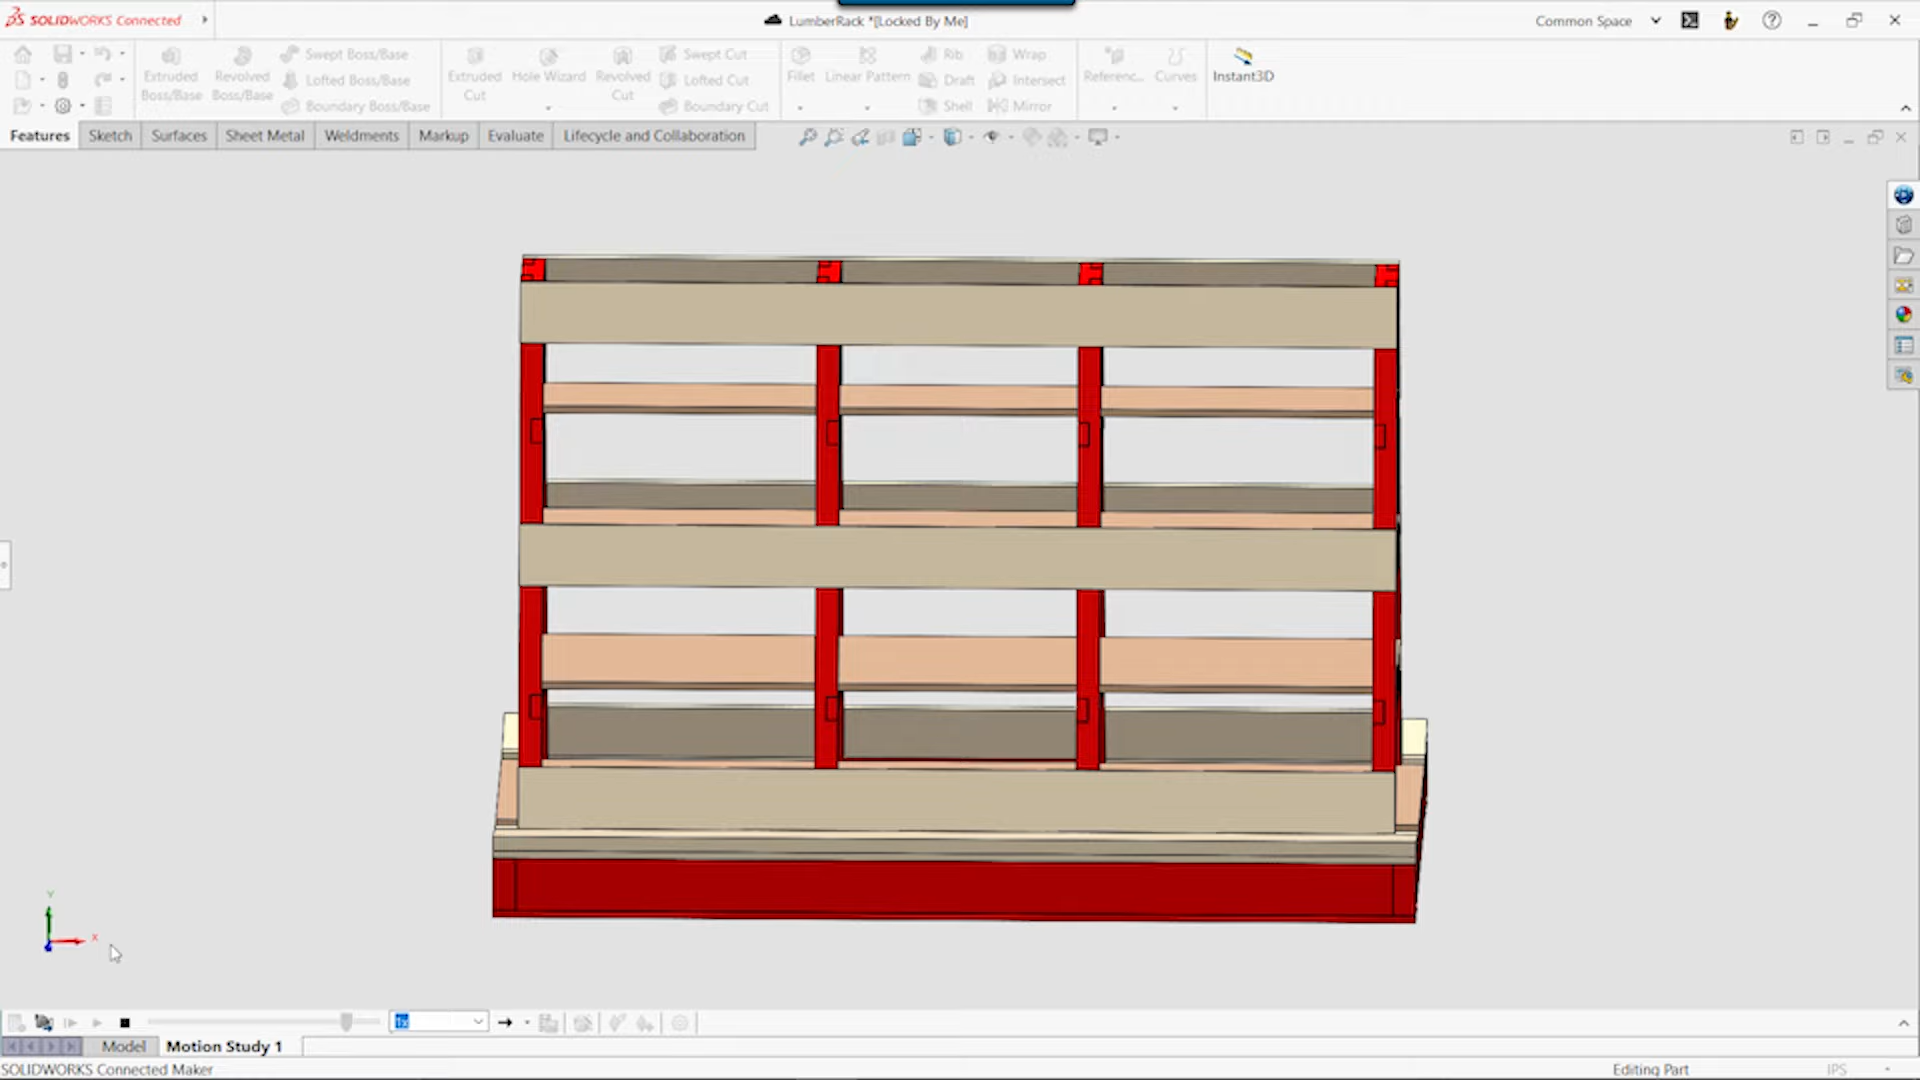 SOLIDWORKS Connected
LumberRack *[Locked By Me]
Common Space
Extruded Boss/Base
Revolved Boss/Base
Swept Boss/Base
Lofted Boss/Base
Boundary Boss/Base
Extruded Cut
Hole Wizard
Revolved Cut
Swept Cut
Lofted Cut
Boundary Cut
Fillet
Linear Pattern
Rib
Draft
Shell
Wrap
Intersect
Mirror
Referenc...
Curves
Instant3D
Features
Sketch
Surfaces
Sheet Metal
Weldments
Markup
Evaluate
Lifecycle and Collaboration
Y
X
1x
Model
Motion Study 1
SOLIDWORKS Connected Maker
Editing Part
IPS